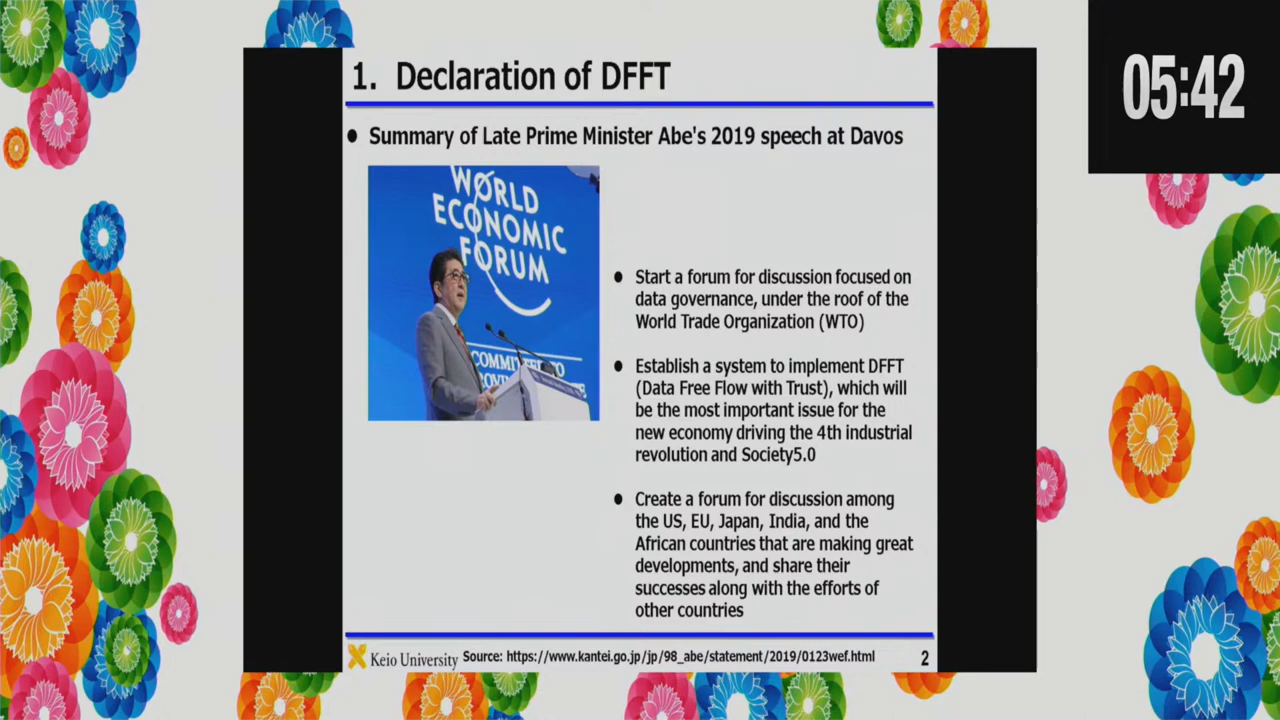 05:42
1. Declaration of DFFT
● Summary of Late Prime Minister Abe's 2019 speech at Davos
WORLD
ECONOMIC
FORUM
COMMITTED TO
● Start a forum for discussion focused on
data governance, under the roof of the
World Trade Organization (WTO)
● Establish a system to implement DFFT
(Data Free Flow with Trust), which will
be the most important issue for the
new economy driving the 4th industrial
revolution and Society5.0
● Create a forum for discussion among
the US, EU, Japan, India, and the
African countries that are making great
developments, and share their
successes along with the efforts of
other countries
Keio University
Source: https://www.kantei.go.jp/jp/98_abe/statement/2019/0123wef.html
2